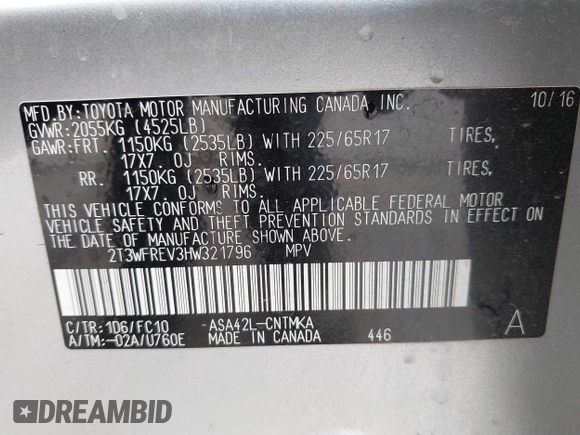 MFD.BY:TOYOTA MOTOR MANUFACTURING CANADA, INC. 10/16
GVWR:2055KG (4525LB)
GAWR:FRT. 1150KG (2535LB) WITH 225/65R17 TIRES,
17X7.0J RIMS.
RR. 1150KG (2535LB) WITH 225/65R17 TIRES,
17X7.0J RIMS.
THIS VEHICLE CONFORMS TO ALL APPLICABLE FEDERAL MOTOR
VEHICLE SAFETY AND THEFT PREVENTION STANDARDS IN EFFECT ON
THE DATE OF MANUFACTURE SHOWN ABOVE.
2T3WFREV3HW321796 MPV
C/TR:1D6/FC10 ASA42L-CNTMKA A
A/TM:-02A/U760E MADE IN CANADA 446
DREAMBID